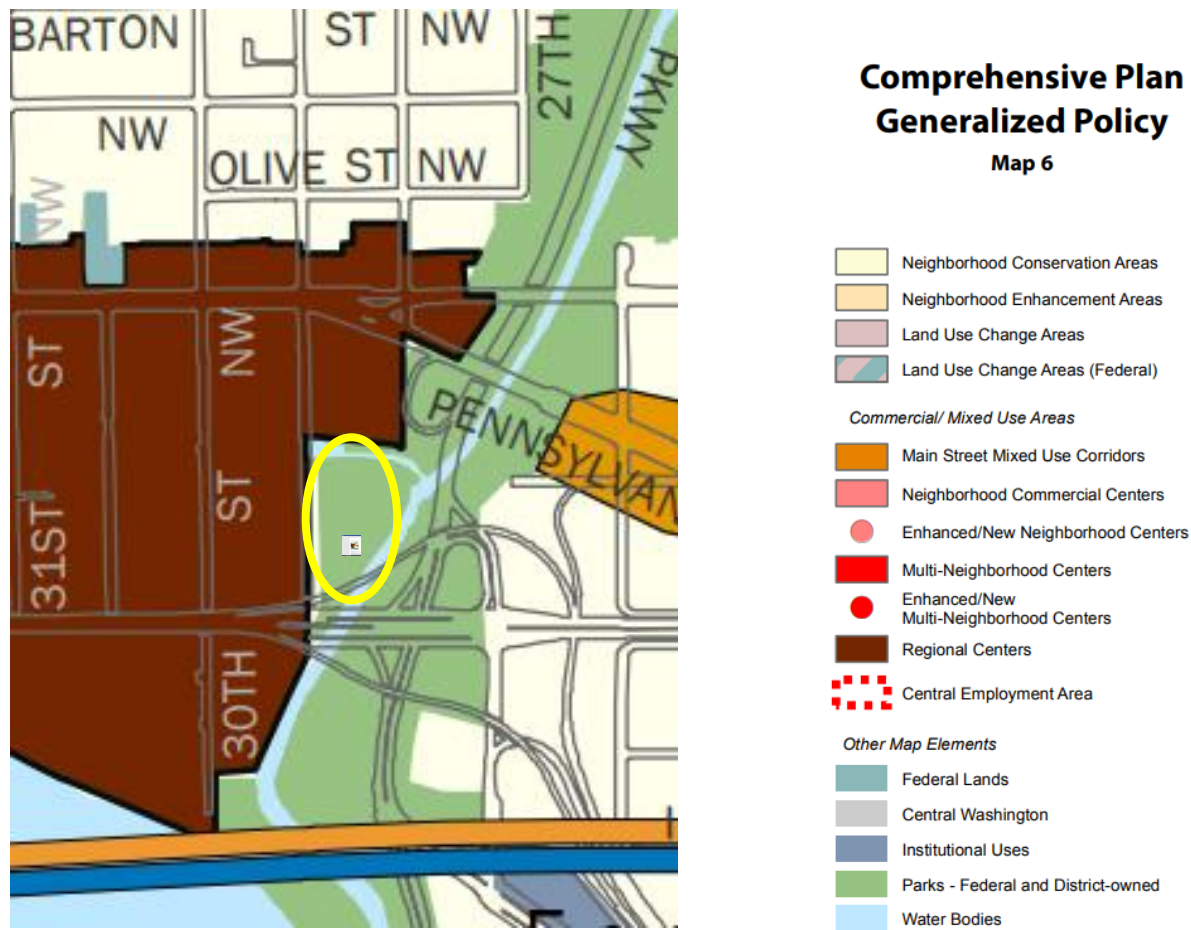 BARTON
ST
NW
27TH
PKWY
NW
OLIVE ST NW
NW
ST
NW
PENNSYLVAN
ST
31ST
30TH
Comprehensive Plan
Generalized Policy
Map 6
Neighborhood Conservation Areas
Neighborhood Enhancement Areas
Land Use Change Areas
Land Use Change Areas (Federal)
Commercial/ Mixed Use Areas
Main Street Mixed Use Corridors
Neighborhood Commercial Centers
Enhanced/New Neighborhood Centers
Multi-Neighborhood Centers
Enhanced/New
Multi-Neighborhood Centers
Regional Centers
Central Employment Area
Other Map Elements
Federal Lands
Central Washington
Institutional Uses
Parks - Federal and District-owned
Water Bodies